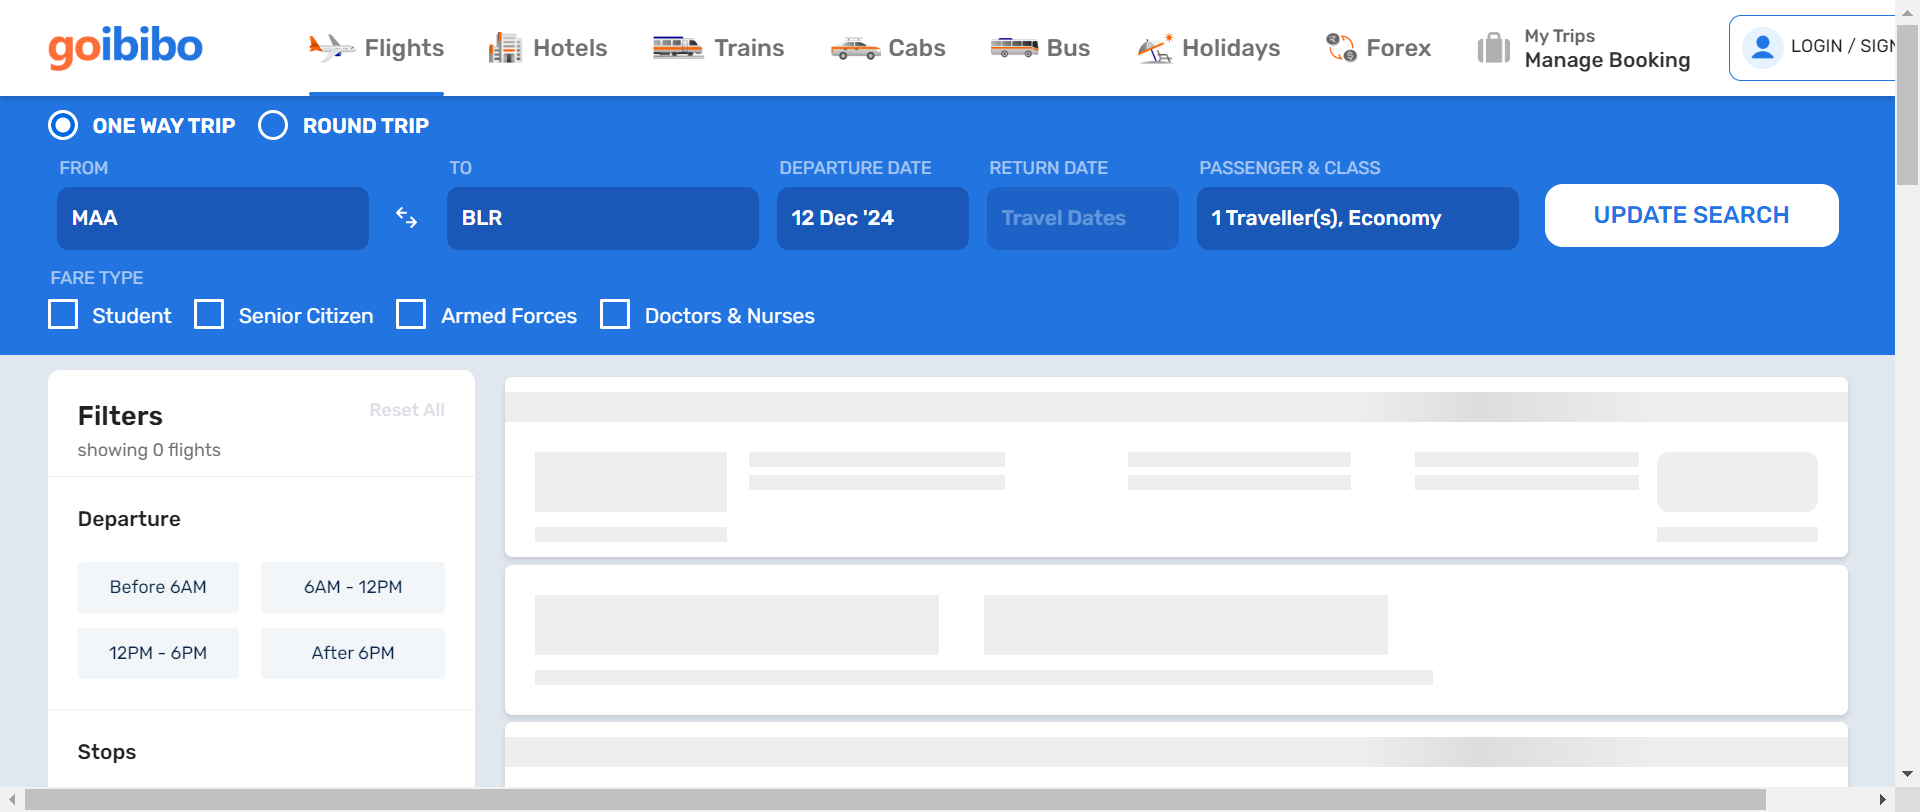 goibibo
Flights
Hotels
Trains
Cabs
Bus
Holidays
Forex
My Trips
Manage Booking
LOGIN / SIGN
ONE WAY TRIP
ROUND TRIP
FROM
TO
DEPARTURE DATE
RETURN DATE
PASSENGER & CLASS
MAA
BLR
12 Dec '24
Travel Dates
1 Traveller(s), Economy
UPDATE SEARCH
FARE TYPE
Student
Senior Citizen
Armed Forces
Doctors & Nurses
Filters
Reset All
showing 0 flights
Departure
Before 6AM
6AM - 12PM
12PM - 6PM
After 6PM
Stops